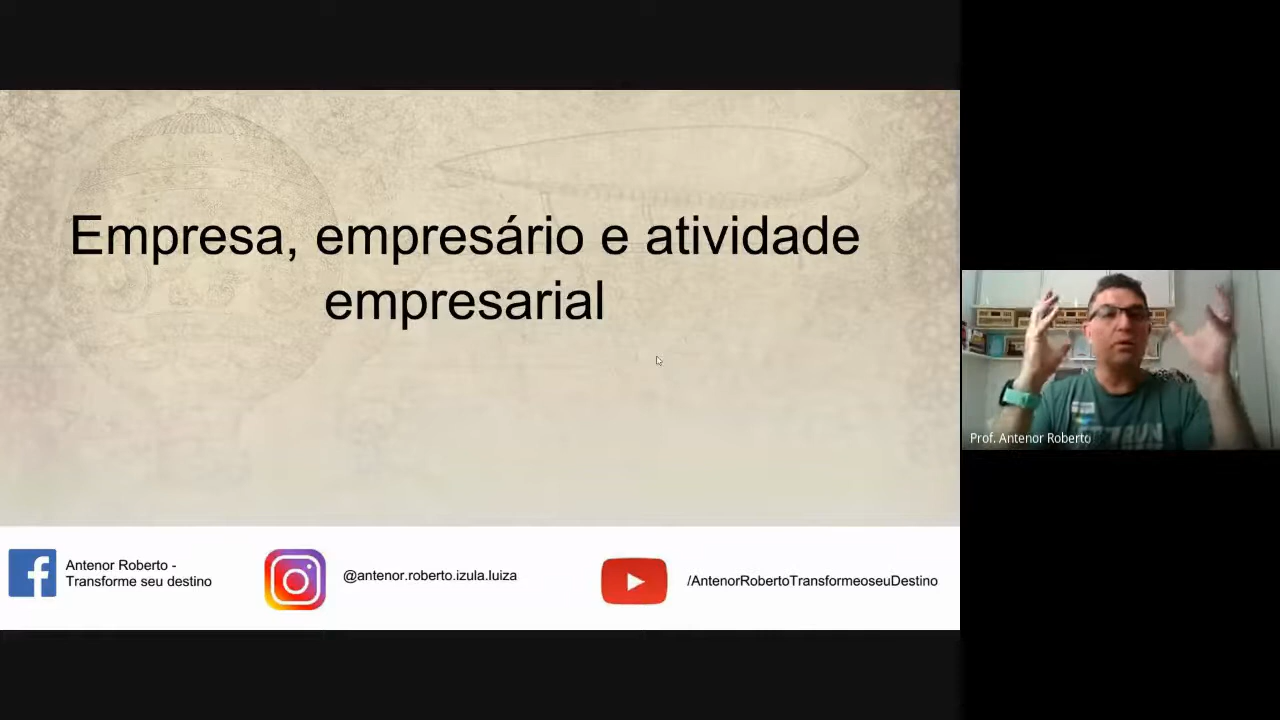 Empresa, empresário e atividade
empresarial
Prof. Antenor Roberto
Antenor Roberto -
Transforme seu destino
@antenor.roberto.izula.luiza
/AntenorRobertoTransformeoseuDestino